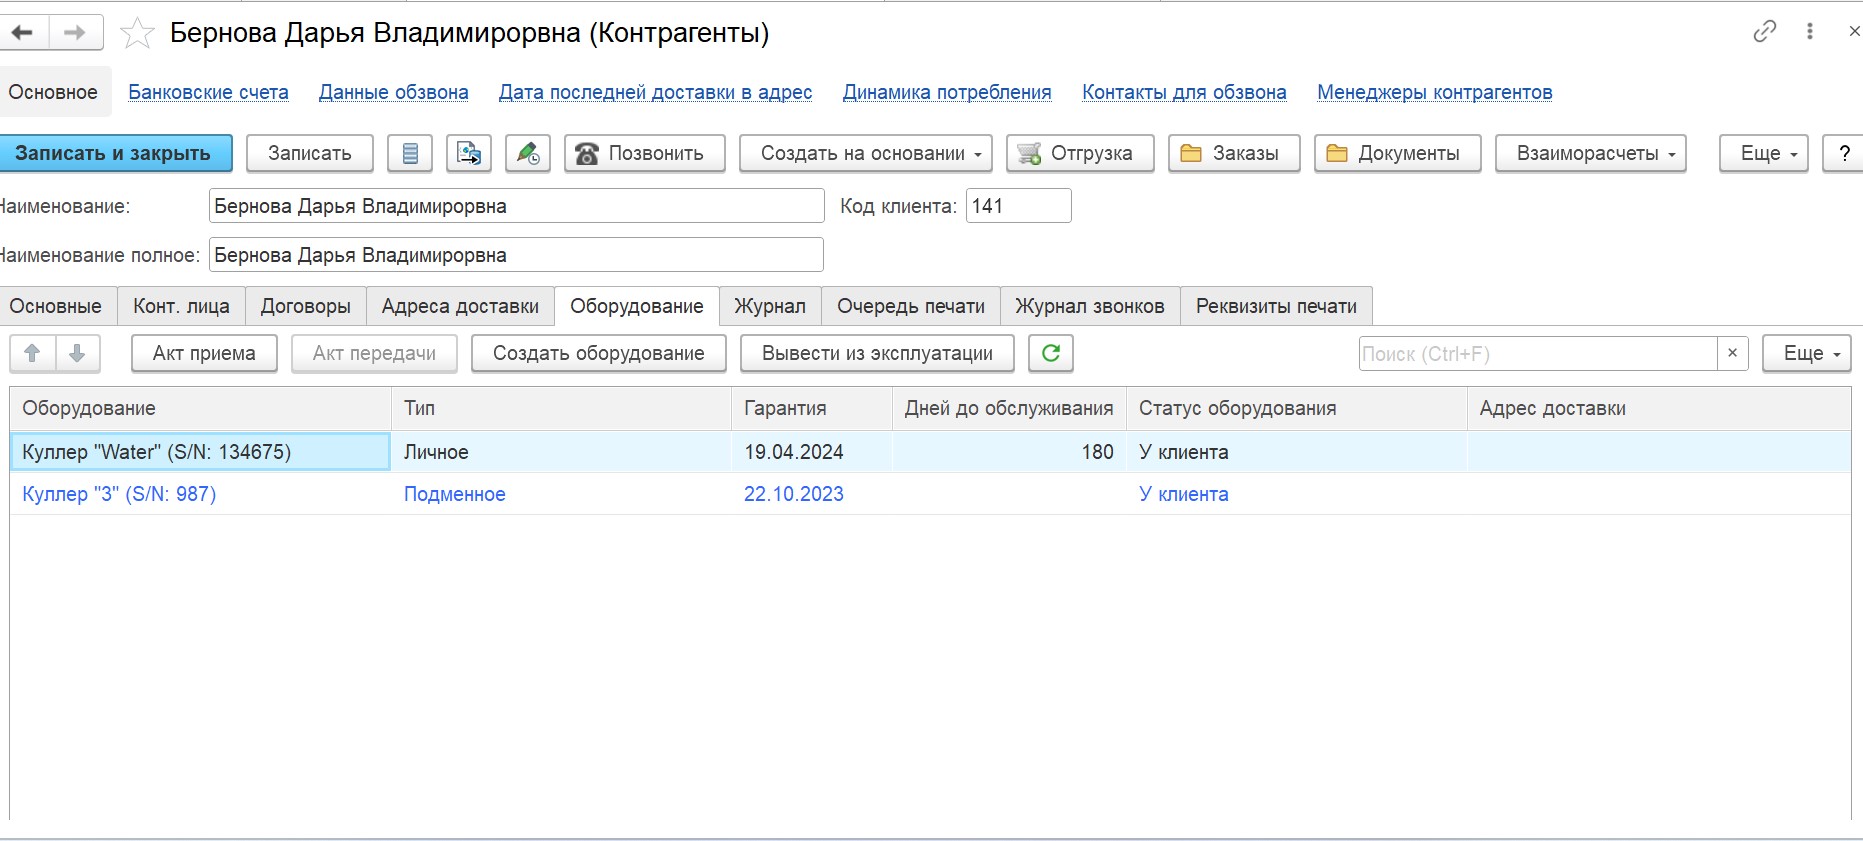 Бернова Дарья Владимирорвна (Контрагенты)
Основное Банковские счета Данные обзвона Дата последней доставки в адрес Динамика потребления Контакты для обзвона Менеджеры контрагентов
Записать и закрыть Записать Позвонить Создать на основании Отгрузка Заказы Документы Взаиморасчеты Еще ?
Наименование: Бернова Дарья Владимирорвна Код клиента: 141
Наименование полное: Бернова Дарья Владимирорвна
Основные Конт. лица Договоры Адреса доставки Оборудование Журнал Очередь печати Журнал звонков Реквизиты печати
Акт приема Акт передачи Создать оборудование Вывести из эксплуатации Поиск (Ctrl+F) × Еще
Оборудование Тип Гарантия Дней до обслуживания Статус оборудования Адрес доставки
Куллер "Water" (S/N: 134675) Личное 19.04.2024 180 У клиента
Куллер "3" (S/N: 987) Подменное 22.10.2023 У клиента